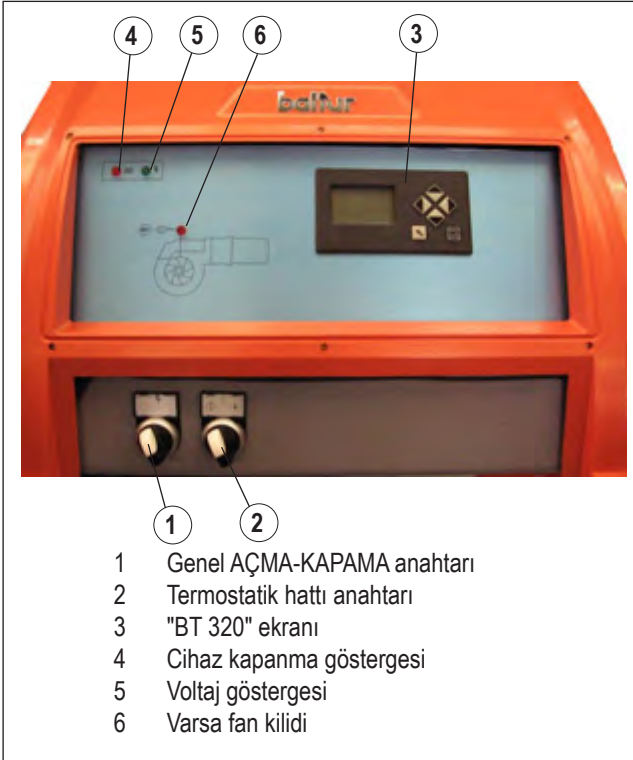 4 5 6 3
baltur
1 2
1 Genel AÇMA-KAPAMA anahtarı
2 Termostatik hattı anahtarı
3 "BT 320" ekranı
4 Cihaz kapanma göstergesi
5 Voltaj göstergesi
6 Varsa fan kilidi